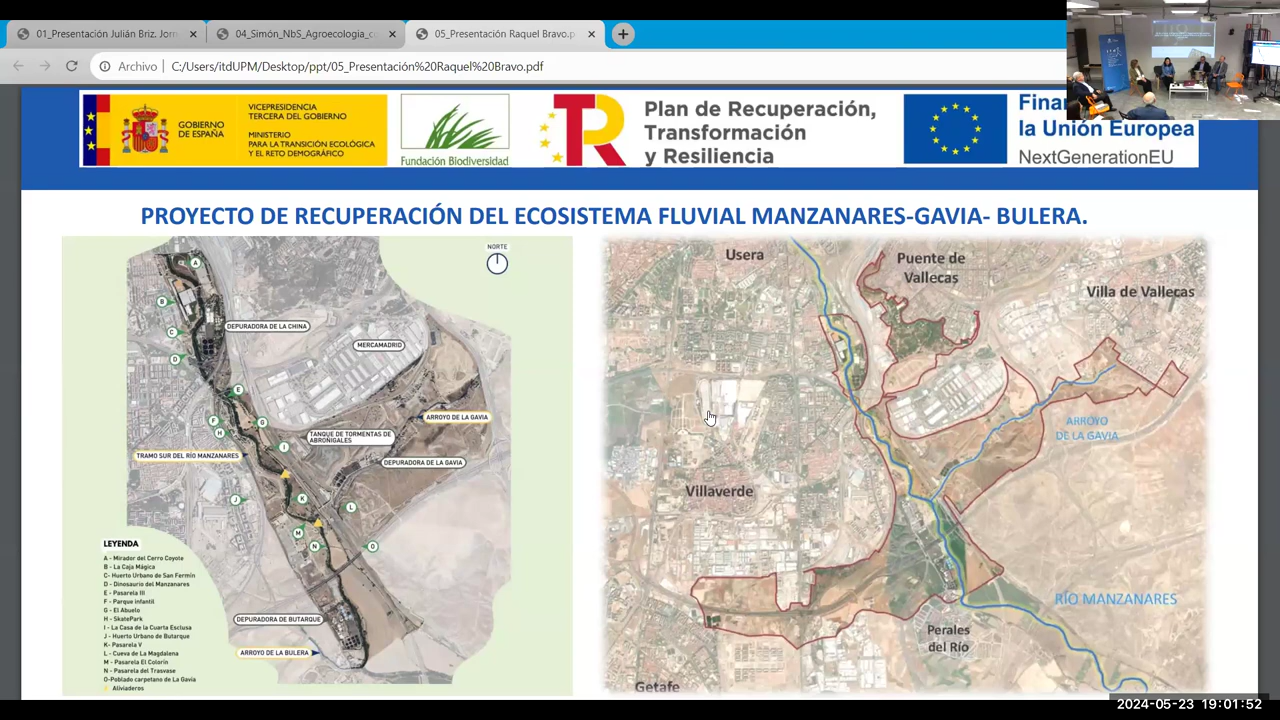 01_Presentación Julián Briz. Jorn
04_Simón_NbS_Agroecologia_c
05_Presentación Raquel Bravo.p
Archivo
C:/Users/itdUPM/Desktop/ppt/05_Presentación%20Raquel%20Bravo.pdf
GOBIERNO
DE ESPAÑA
VICEPRESIDENCIA
TERCERA DEL GOBIERNO
MINISTERIO
PARA LA TRANSICIÓN ECOLÓGICA
Y EL RETO DEMOGRÁFICO
Fundación Biodiversidad
R
Plan de Recuperación,
Transformación
y Resiliencia
Finan
la Unión Europea
NextGenerationEU
PROYECTO DE RECUPERACIÓN DEL ECOSISTEMA FLUVIAL MANZANARES-GAVIA- BULERA.
NORTE
A
B
DEPURADORA DE LA CHINA
C
MERCAMADRID
D
E
ARROYO DE LA GAVIA
F
G
H
TANQUE DE TORMENTAS DE
ABROÑIGALES
I
TRAMO SUR DEL RÍO MANZANARES
DEPURADORA DE LA GAVIA
J
K
L
M
N
O
DEPURADORA DE BUTARQUE
ARROYO DE LA BULERA
LEYENDA
A - Mirador del Cerro Coyote
B - La Caja Mágica
C- Huerto Urbano de San Fermín
D - Dinosaurio del Manzanares
E - Pasarela III
F - Parque infantil
G - El Abuelo
H - SkatePark
I - La Casa de la Cuarta Esclusa
J - Huerto Urbano de Butarque
K- Pasarela V
L - Cueva de La Magdalena
M - Pasarela El Colorín
N - Pasarela del Trasvase
O-Poblado carpetano de La Gavia
Aliviaderos
Usera
Puente de
Vallecas
Villa de Vallecas
ARROYO
DE LA GAVIA
Villaverde
RÍO MANZANARES
Perales
del Río
Getafe
2024-05-23 19:01:52